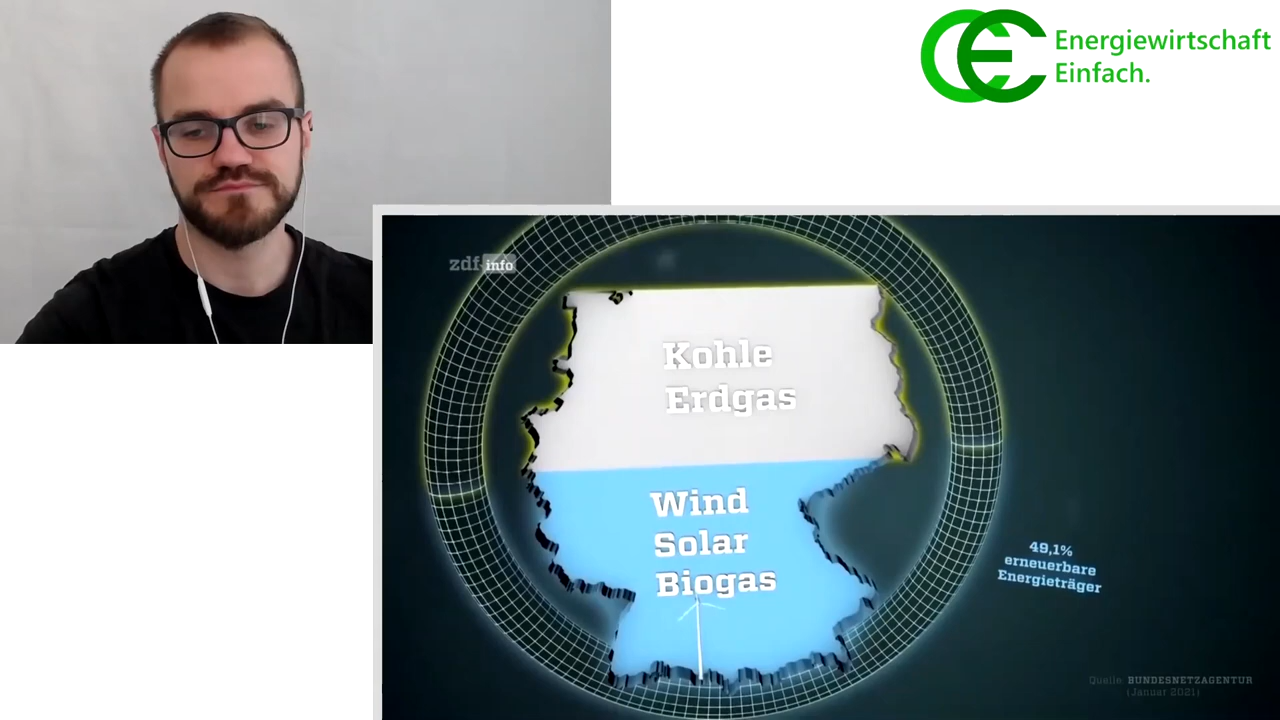 Energiewirtschaft
Einfach.
zdf info
Kohle
Erdgas
Wind
Solar
Biogas
49,1%
erneuerbare
Energieträger
Quelle: BUNDESNETZAGENTUR
(Januar 2021)